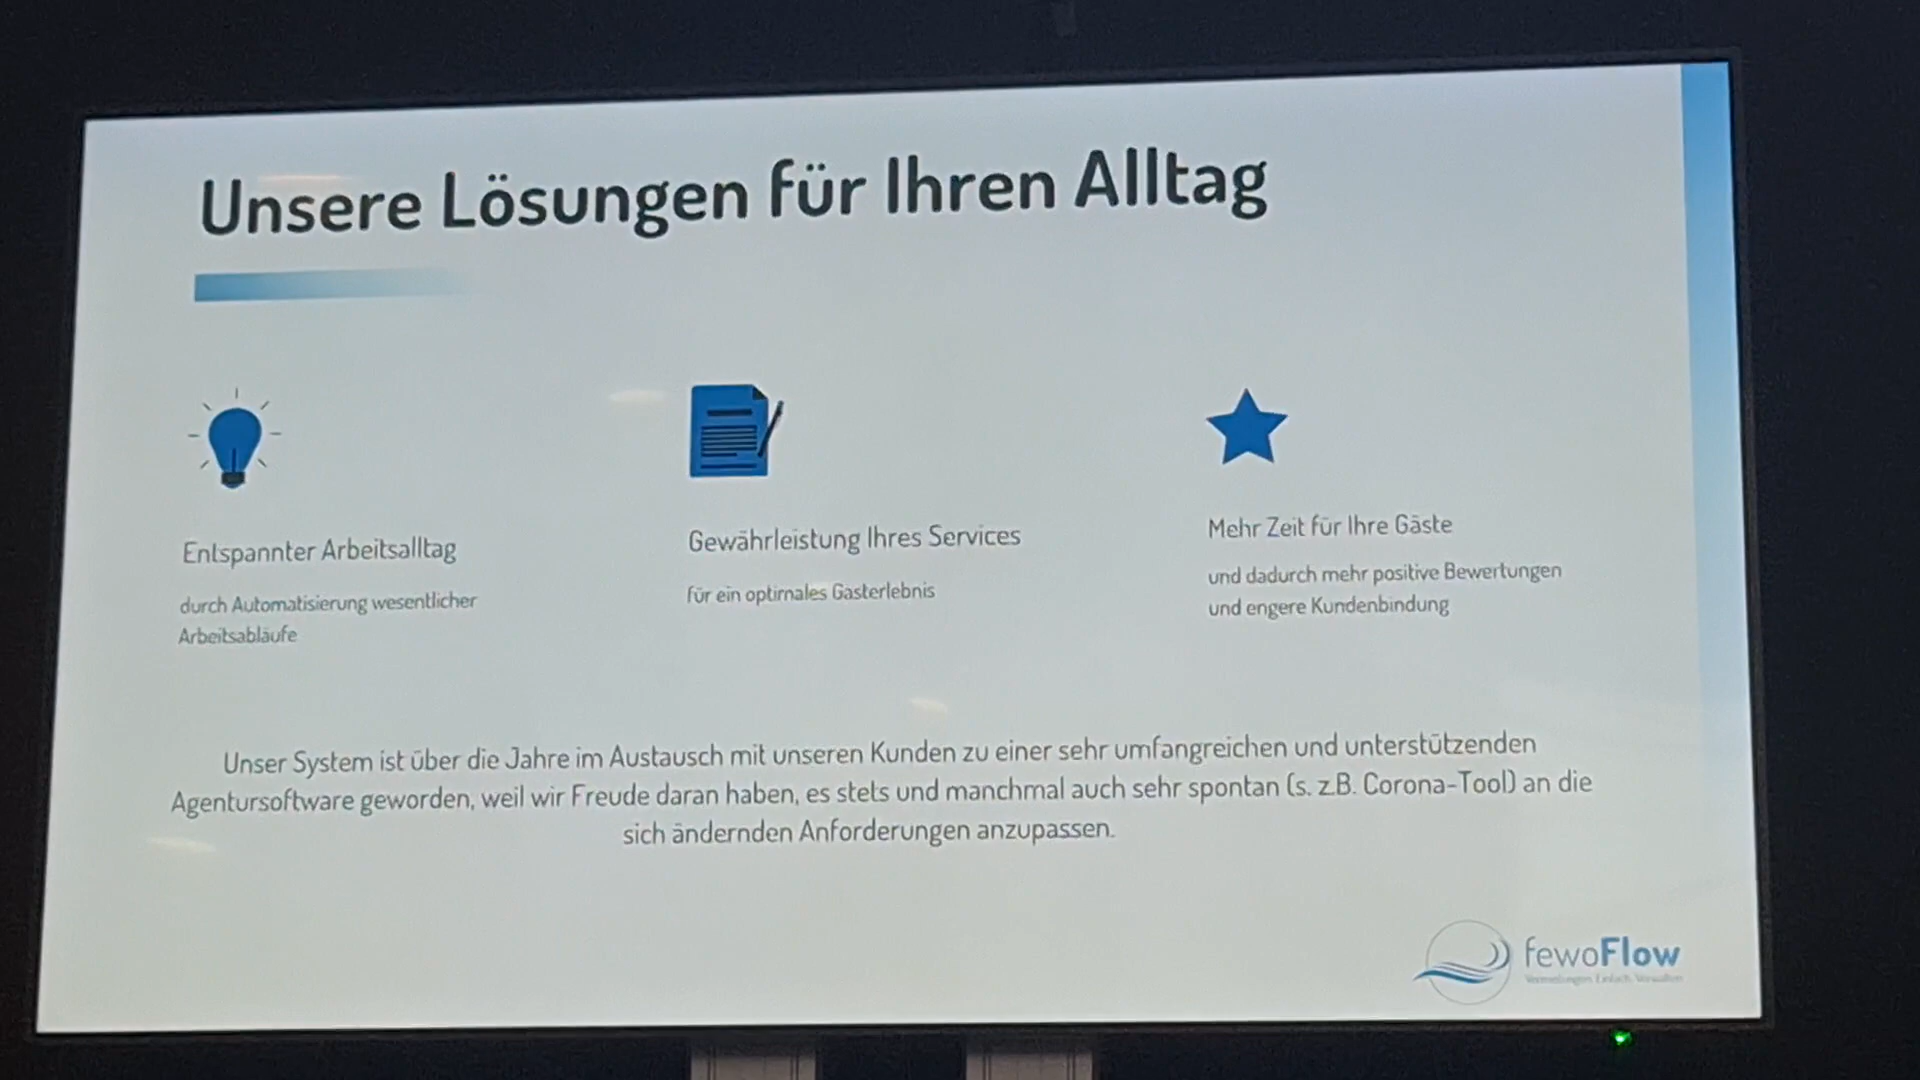 Unsere Lösungen für Ihren Alltag
Entspannter Arbeitsalltag
durch Automatisierung wesentlicher
Arbeitsabläufe
Gewährleistung Ihres Services
für ein optimales Gasterlebnis
Mehr Zeit für Ihre Gäste
und dadurch mehr positive Bewertungen
und engere Kundenbindung
Unser System ist über die Jahre im Austausch mit unseren Kunden zu einer sehr umfangreichen und unterstützenden
Agentursoftware geworden, weil wir Freude daran haben, es stets und manchmal auch sehr spontan (s. z.B. Corona-Tool) an die
sich ändernden Anforderungen anzupassen.
fewoFlow
Vermietungen Einfach Verwalten